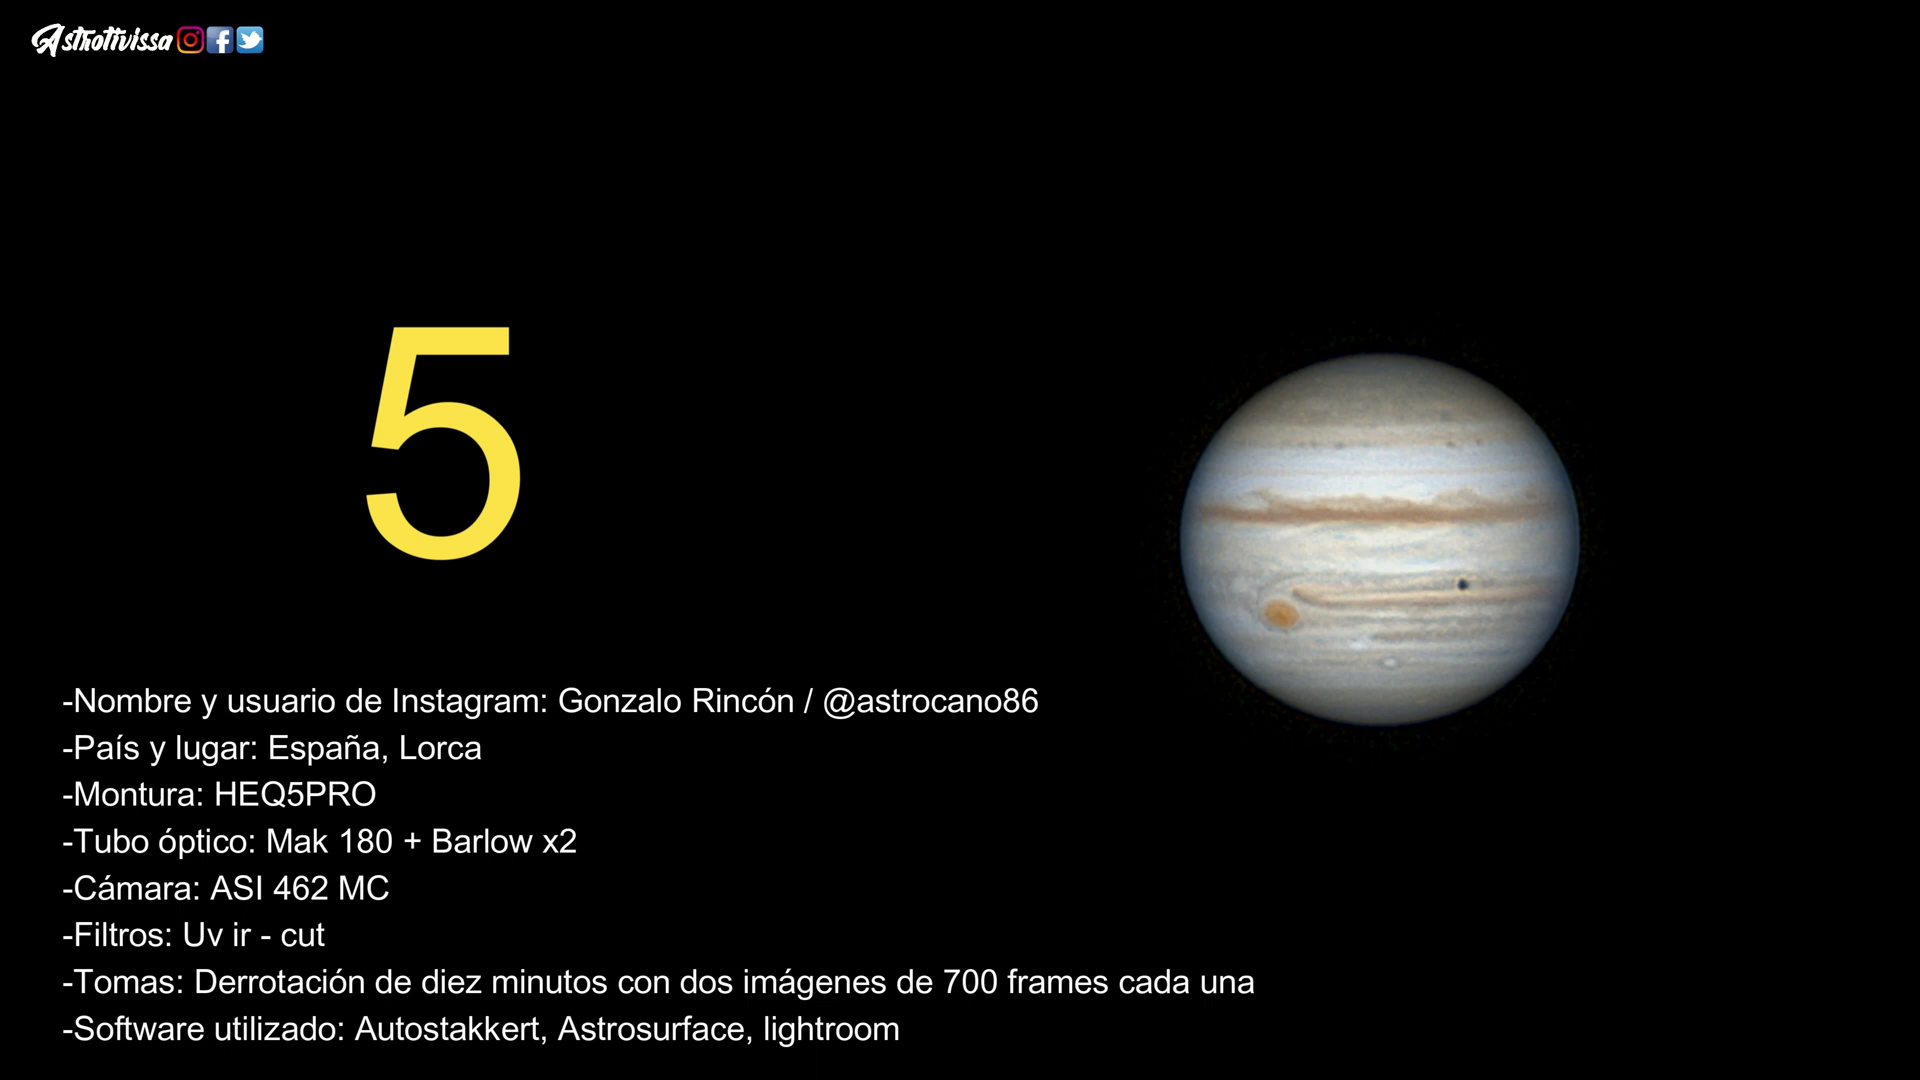 Astroivissa
5
-Nombre y usuario de Instagram: Gonzalo Rincón / @astrocano86
-País y lugar: España, Lorca
-Montura: HEQ5PRO
-Tubo óptico: Mak 180 + Barlow x2
-Cámara: ASI 462 MC
-Filtros: Uv ir - cut
-Tomas: Derrotación de diez minutos con dos imágenes de 700 frames cada una
-Software utilizado: Autostakkert, Astrosurface, lightroom